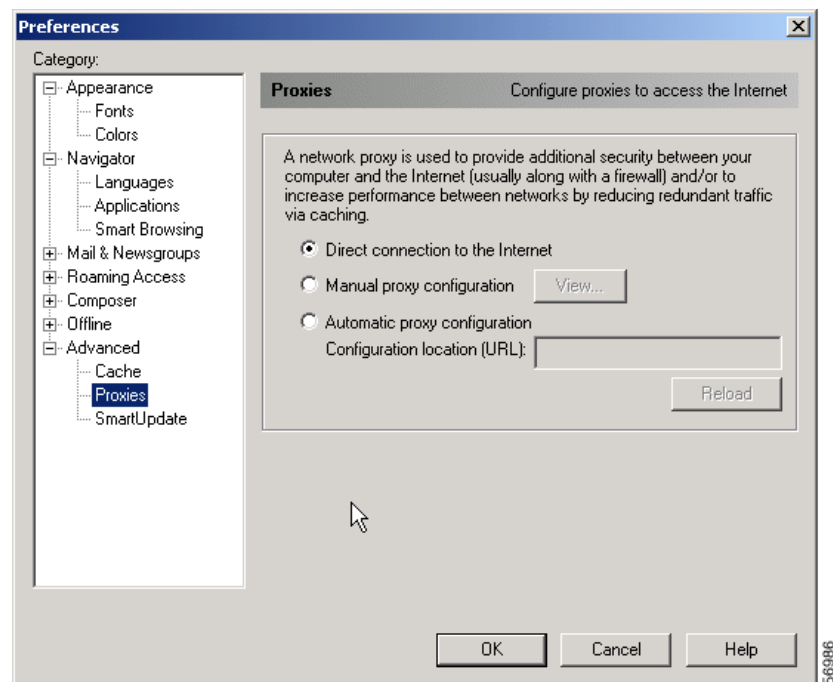 Preferences
Category:
Appearance
Fonts
Colors
Navigator
Languages
Applications
Smart Browsing
Mail & Newsgroups
Roaming Access
Composer
Offline
Advanced
Cache
Proxies
SmartUpdate
Proxies
Configure proxies to access the Internet
A network proxy is used to provide additional security between your
computer and the Internet (usually along with a firewall) and/or to
increase performance between networks by reducing redundant traffic
via caching.
Direct connection to the Internet
Manual proxy configuration
View...
Automatic proxy configuration
Configuration location (URL):
Reload
OK
Cancel
Help
56986